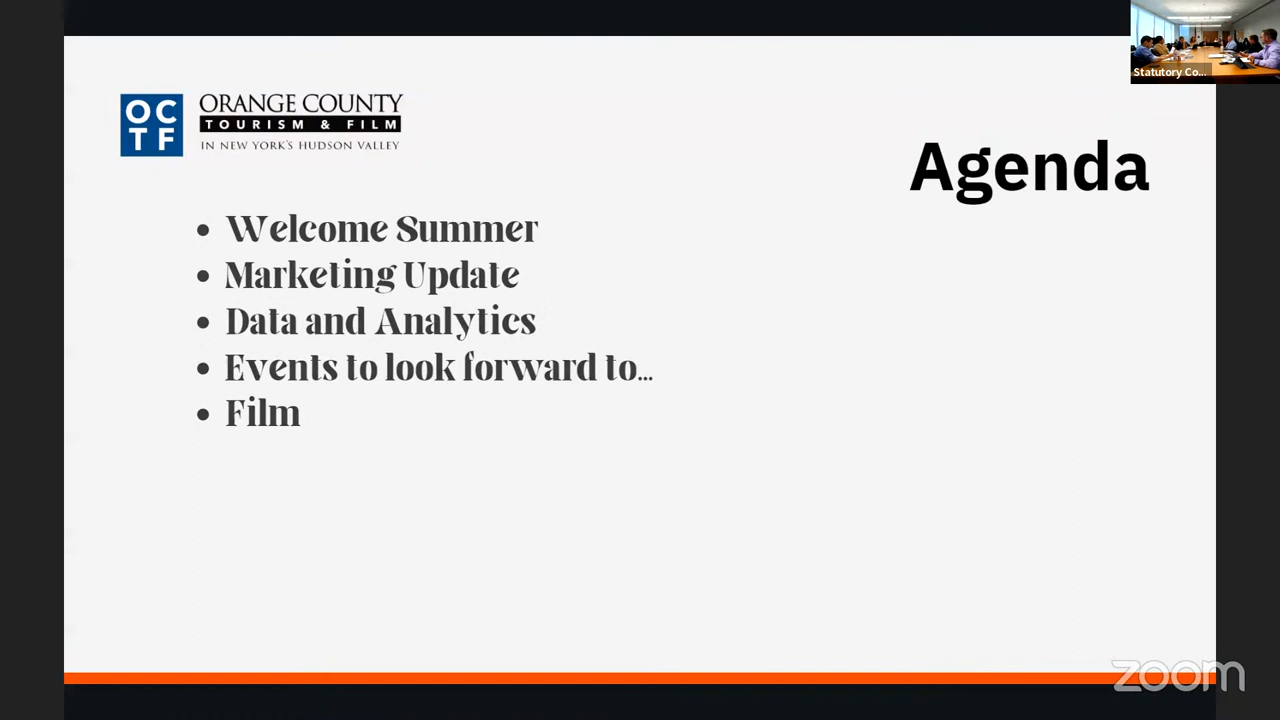 Statutory Co...
OC
TF
ORANGE COUNTY
TOURISM & FILM
IN NEW YORK'S HUDSON VALLEY
Agenda
• Welcome Summer
• Marketing Update
• Data and Analytics
• Events to look forward to...
• Film
zoom